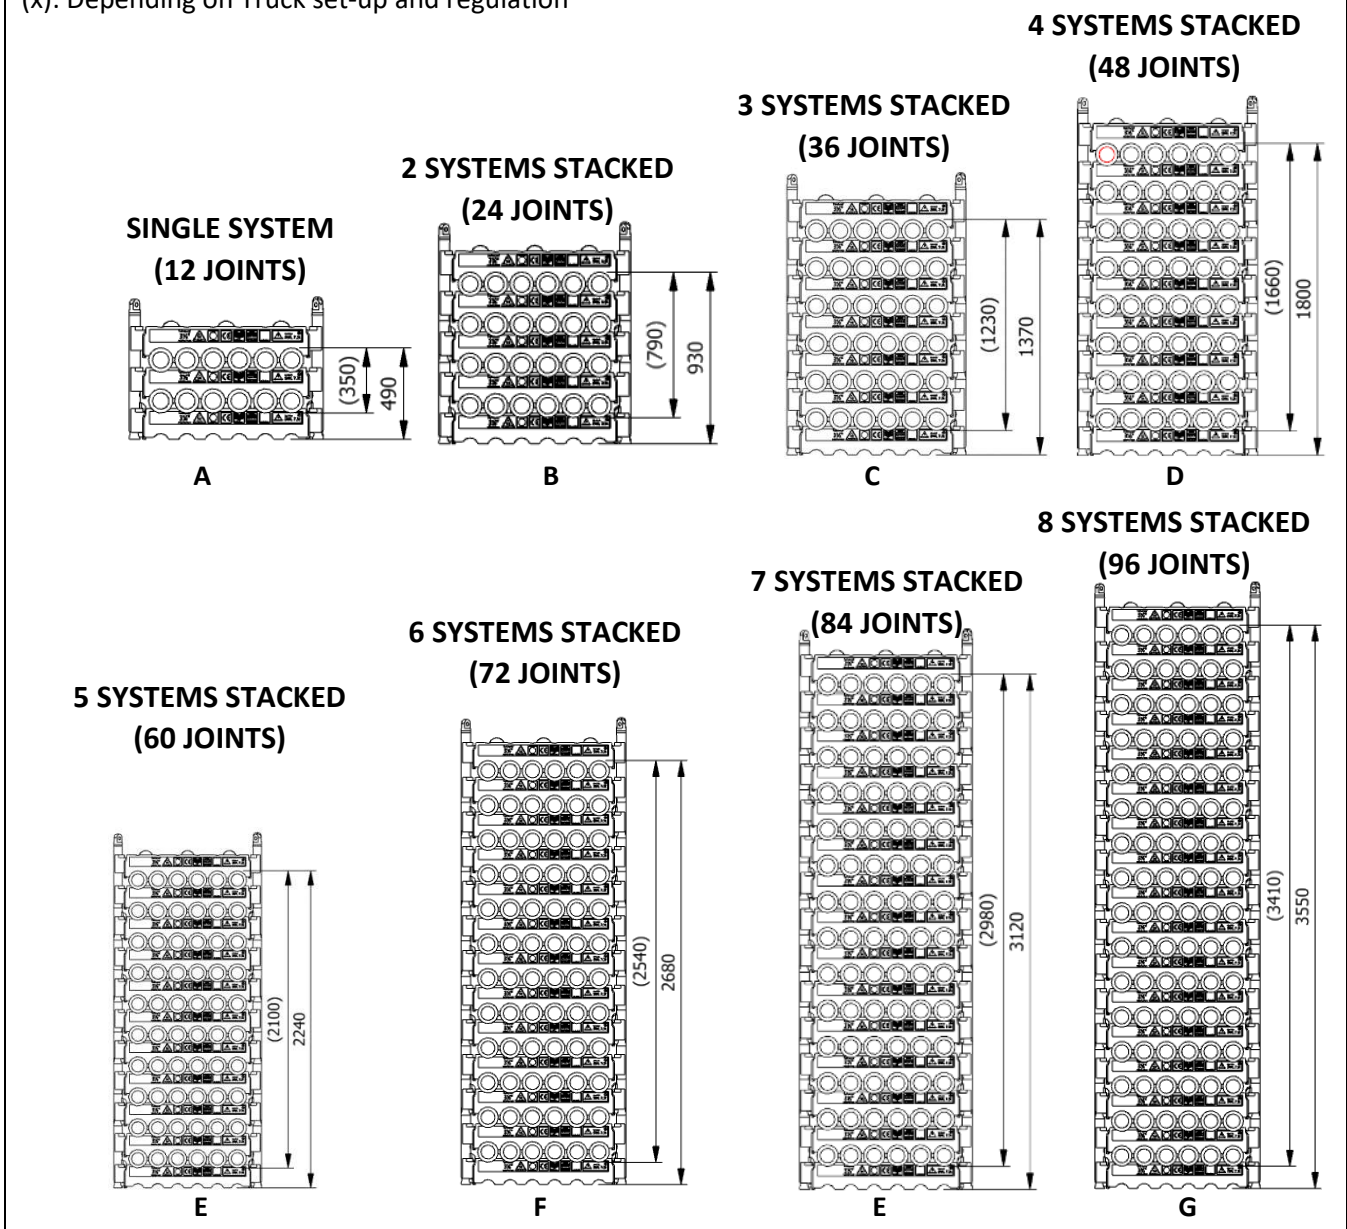 (x): Depending on Truck set-up and regulation
4 SYSTEMS STACKED
(48 JOINTS)
3 SYSTEMS STACKED
(36 JOINTS)
2 SYSTEMS STACKED
(24 JOINTS)
SINGLE SYSTEM
(12 JOINTS)
(350)
490
(790)
930
(1230)
1370
(1660)
1800
A
B
C
D
8 SYSTEMS STACKED
(96 JOINTS)
7 SYSTEMS STACKED
(84 JOINTS)
6 SYSTEMS STACKED
(72 JOINTS)
5 SYSTEMS STACKED
(60 JOINTS)
(2100)
2240
(2540)
2680
(2980)
3120
(3410)
3550
E
F
E
G